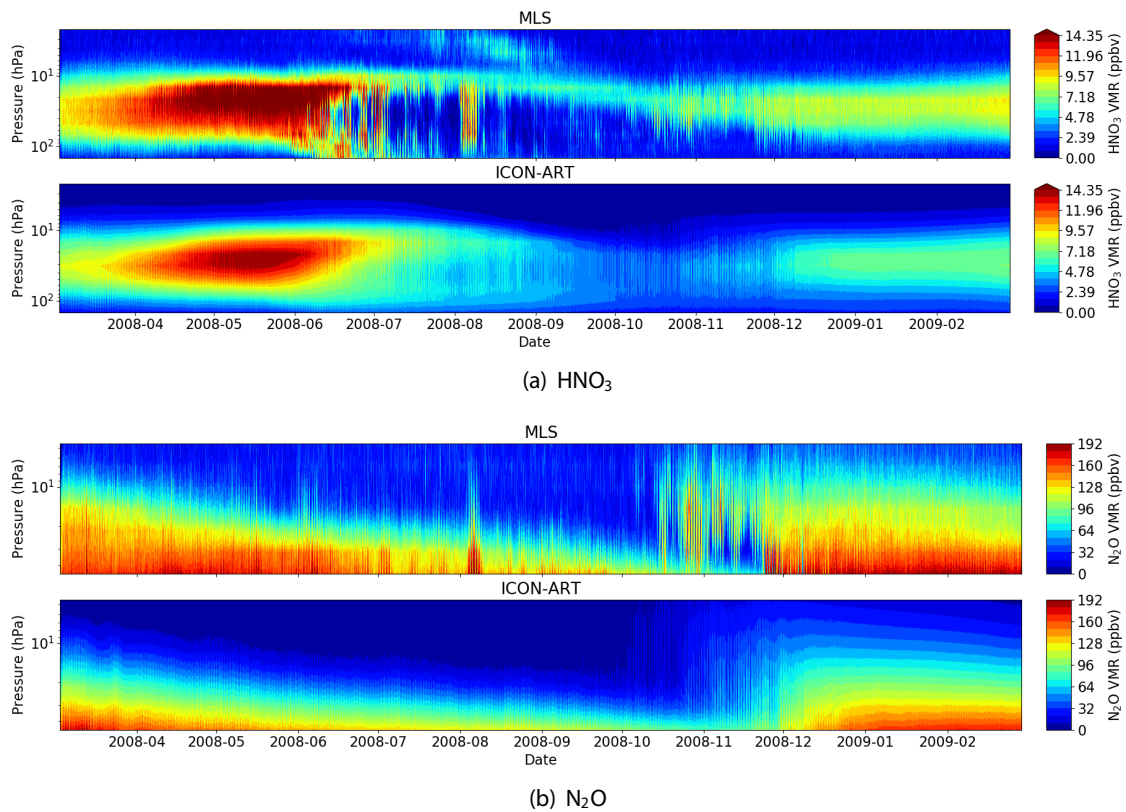 MLS
Pressure (hPa)
10¹
10²
14.35
11.96
9.57
7.18
4.78
2.39
0.00
HNO₃ VMR (ppbv)
ICON-ART
Pressure (hPa)
10¹
10²
14.35
11.96
9.57
7.18
4.78
2.39
0.00
HNO₃ VMR (ppbv)
2008-04 2008-05 2008-06 2008-07 2008-08 2008-09 2008-10 2008-11 2008-12 2009-01 2009-02
Date
(a) HNO₃
MLS
Pressure (hPa)
10¹
192
160
128
96
64
32
0
N₂O VMR (ppbv)
ICON-ART
Pressure (hPa)
10¹
192
160
128
96
64
32
0
N₂O VMR (ppbv)
2008-04 2008-05 2008-06 2008-07 2008-08 2008-09 2008-10 2008-11 2008-12 2009-01 2009-02
Date
(b) N₂O